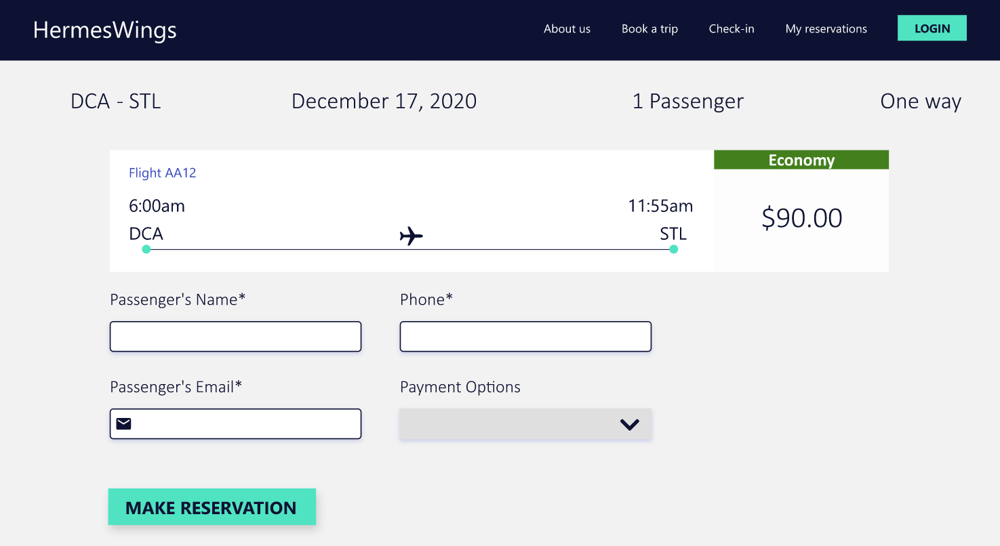 HermesWings
About us
Book a trip
Check-in
My reservations
LOGIN
DCA - STL
December 17, 2020
1 Passenger
One way
Flight AA12
Economy
6:00am
11:55am
$90.00
DCA
STL
Passenger's Name*
Phone*
Passenger's Email*
Payment Options
MAKE RESERVATION